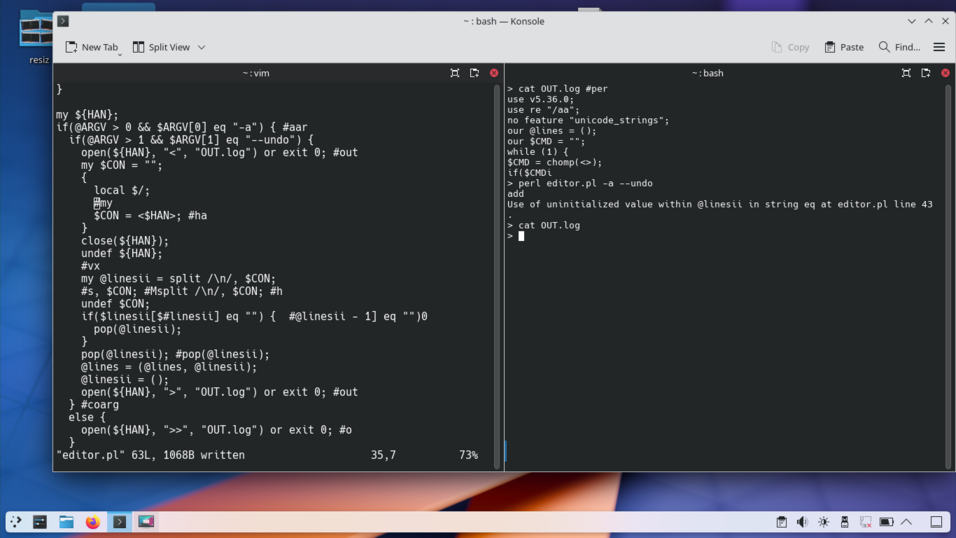 resiz
~ : bash — Konsole
New Tab
Split View
Copy
Paste
Find...
~ : vim
}
my ${HAN};
if(@ARGV > 0 && $ARGV[0] eq "-a") { #aar
  if(@ARGV > 1 && $ARGV[1] eq "--undo") {
    open(${HAN}, "<", "OUT.log") or exit 0; #out
    my $CON = "";
    {
      local $/;
      #my
      $CON = <$HAN>; #ha
    }
    close(${HAN});
    undef ${HAN};
    #vx
    my @linesii = split /\n/, $CON;
    #s, $CON; #Msplit /\n/, $CON; #h
    undef $CON;
    if($linesii[$#linesii] eq "") {  #@linesii - 1] eq "")0
      pop(@linesii);
    }
    pop(@linesii); #pop(@linesii);
    @lines = (@lines, @linesii);
    @linesii = ();
    open(${HAN}, ">", "OUT.log") or exit 0; #out
  } #coarg
  else {
    open(${HAN}, ">>", "OUT.log") or exit 0; #o
  }
"editor.pl" 63L, 1068B written 35,7 73%
~ : bash
> cat OUT.log #per
use v5.36.0;
use re "/aa";
no feature "unicode_strings";
our @lines = ();
our $CMD = "";
while (1) {
$CMD = chomp(<>);
if($CMDi
> perl editor.pl -a --undo
add
Use of uninitialized value within @linesii in string eq at editor.pl line 43
.
> cat OUT.log
>